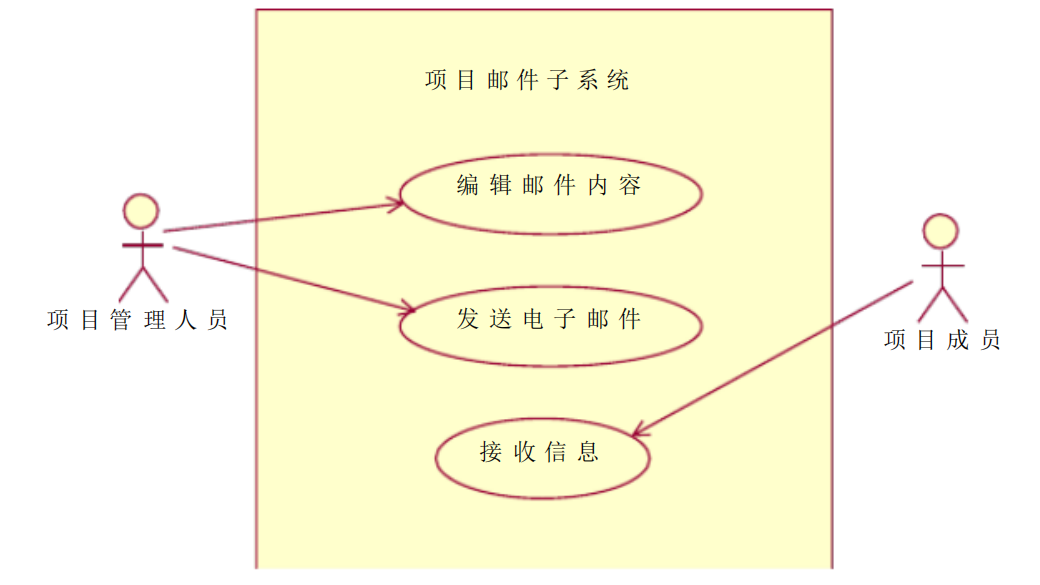 项目邮件子系统
编辑邮件内容
发送电子邮件
项目管理人员
项目成员
接收信息